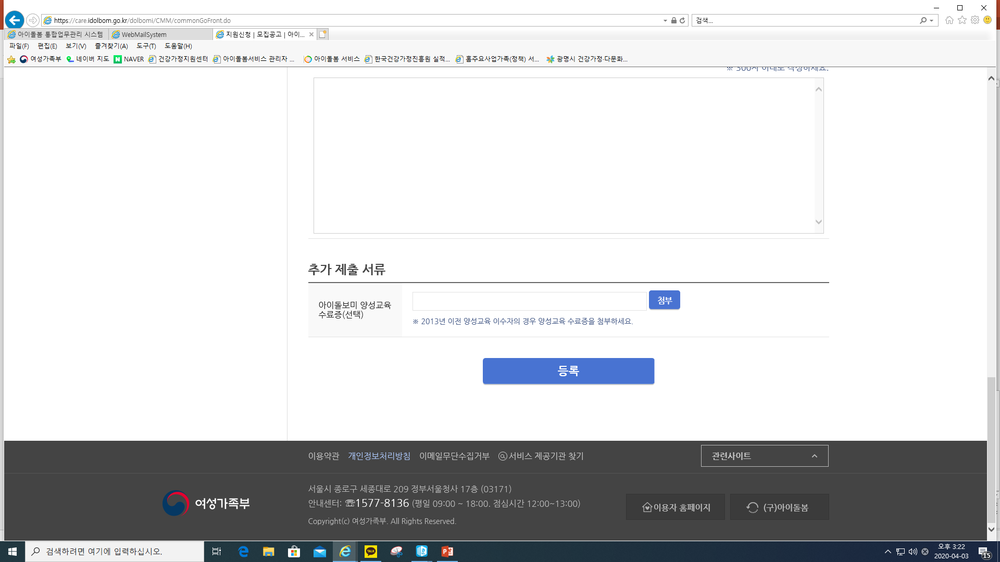 https://care.idolbom.go.kr/dolbomi/CMM/commonGoFront.do
검색...
아이돌봄 통합업무관리 시스템
WebMailSystem
지원신청 | 모집공고 | 아이...
파일(F) 편집(E) 보기(V) 즐겨찾기(A) 도구(T) 도움말(H)
여성가족부 네이버 지도 NAVER 건강가정지원센터 아이돌봄서비스 관리자 ... 아이돌봄 서비스 한국건강가정진흥원 실적... 홈주요사업가족(정책) 서... 광명시 건강가정·다문화...
※ 300자 이내로 작성하세요.
추가 제출 서류
아이돌보미 양성교육
수료증(선택)
첨부
※ 2013년 이전 양성교육 이수자의 경우 양성교육 수료증을 첨부하세요.
등록
이용약관 개인정보처리방침 이메일무단수집거부 서비스 제공기관 찾기
관련사이트
여성가족부
서울시 종로구 세종대로 209 정부서울청사 17층 (03171)
안내센터: ☏1577-8136 (평일 09:00 ~ 18:00. 점심시간 12:00~13:00)
Copyright(c) 여성가족부. All Rights Reserved.
이용자 홈페이지
(구)아이돌봄
검색하려면 여기에 입력하십시오.
TALK
오후 3:22
2020-04-03
15